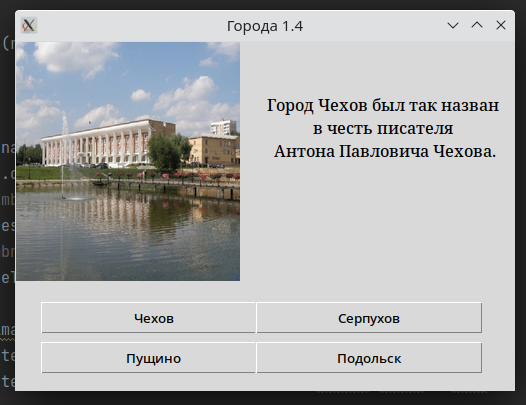 Города 1.4
Город Чехов был так назван
в честь писателя
Антона Павловича Чехова.
Чехов
Серпухов
Пущино
Подольск